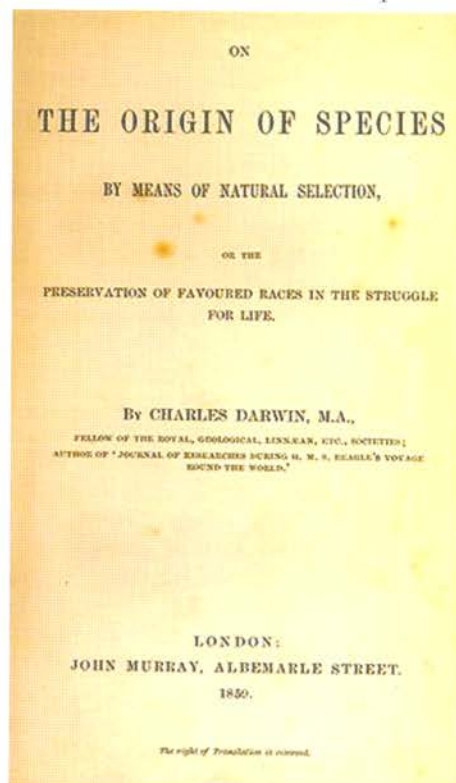 ON
THE ORIGIN OF SPECIES
BY MEANS OF NATURAL SELECTION,
OR THE
PRESERVATION OF FAVOURED RACES IN THE STRUGGLE
FOR LIFE.
BY CHARLES DARWIN, M.A.,
FELLOW OF THE ROYAL, GEOLOGICAL, LINNÆAN, ETC., SOCIETIES;
AUTHOR OF 'JOURNAL OF RESEARCHES DURING H. M. S. BEAGLE'S VOYAGE
ROUND THE WORLD.'
LONDON:
JOHN MURRAY, ALBEMARLE STREET.
1859.
The right of Translation is reserved.